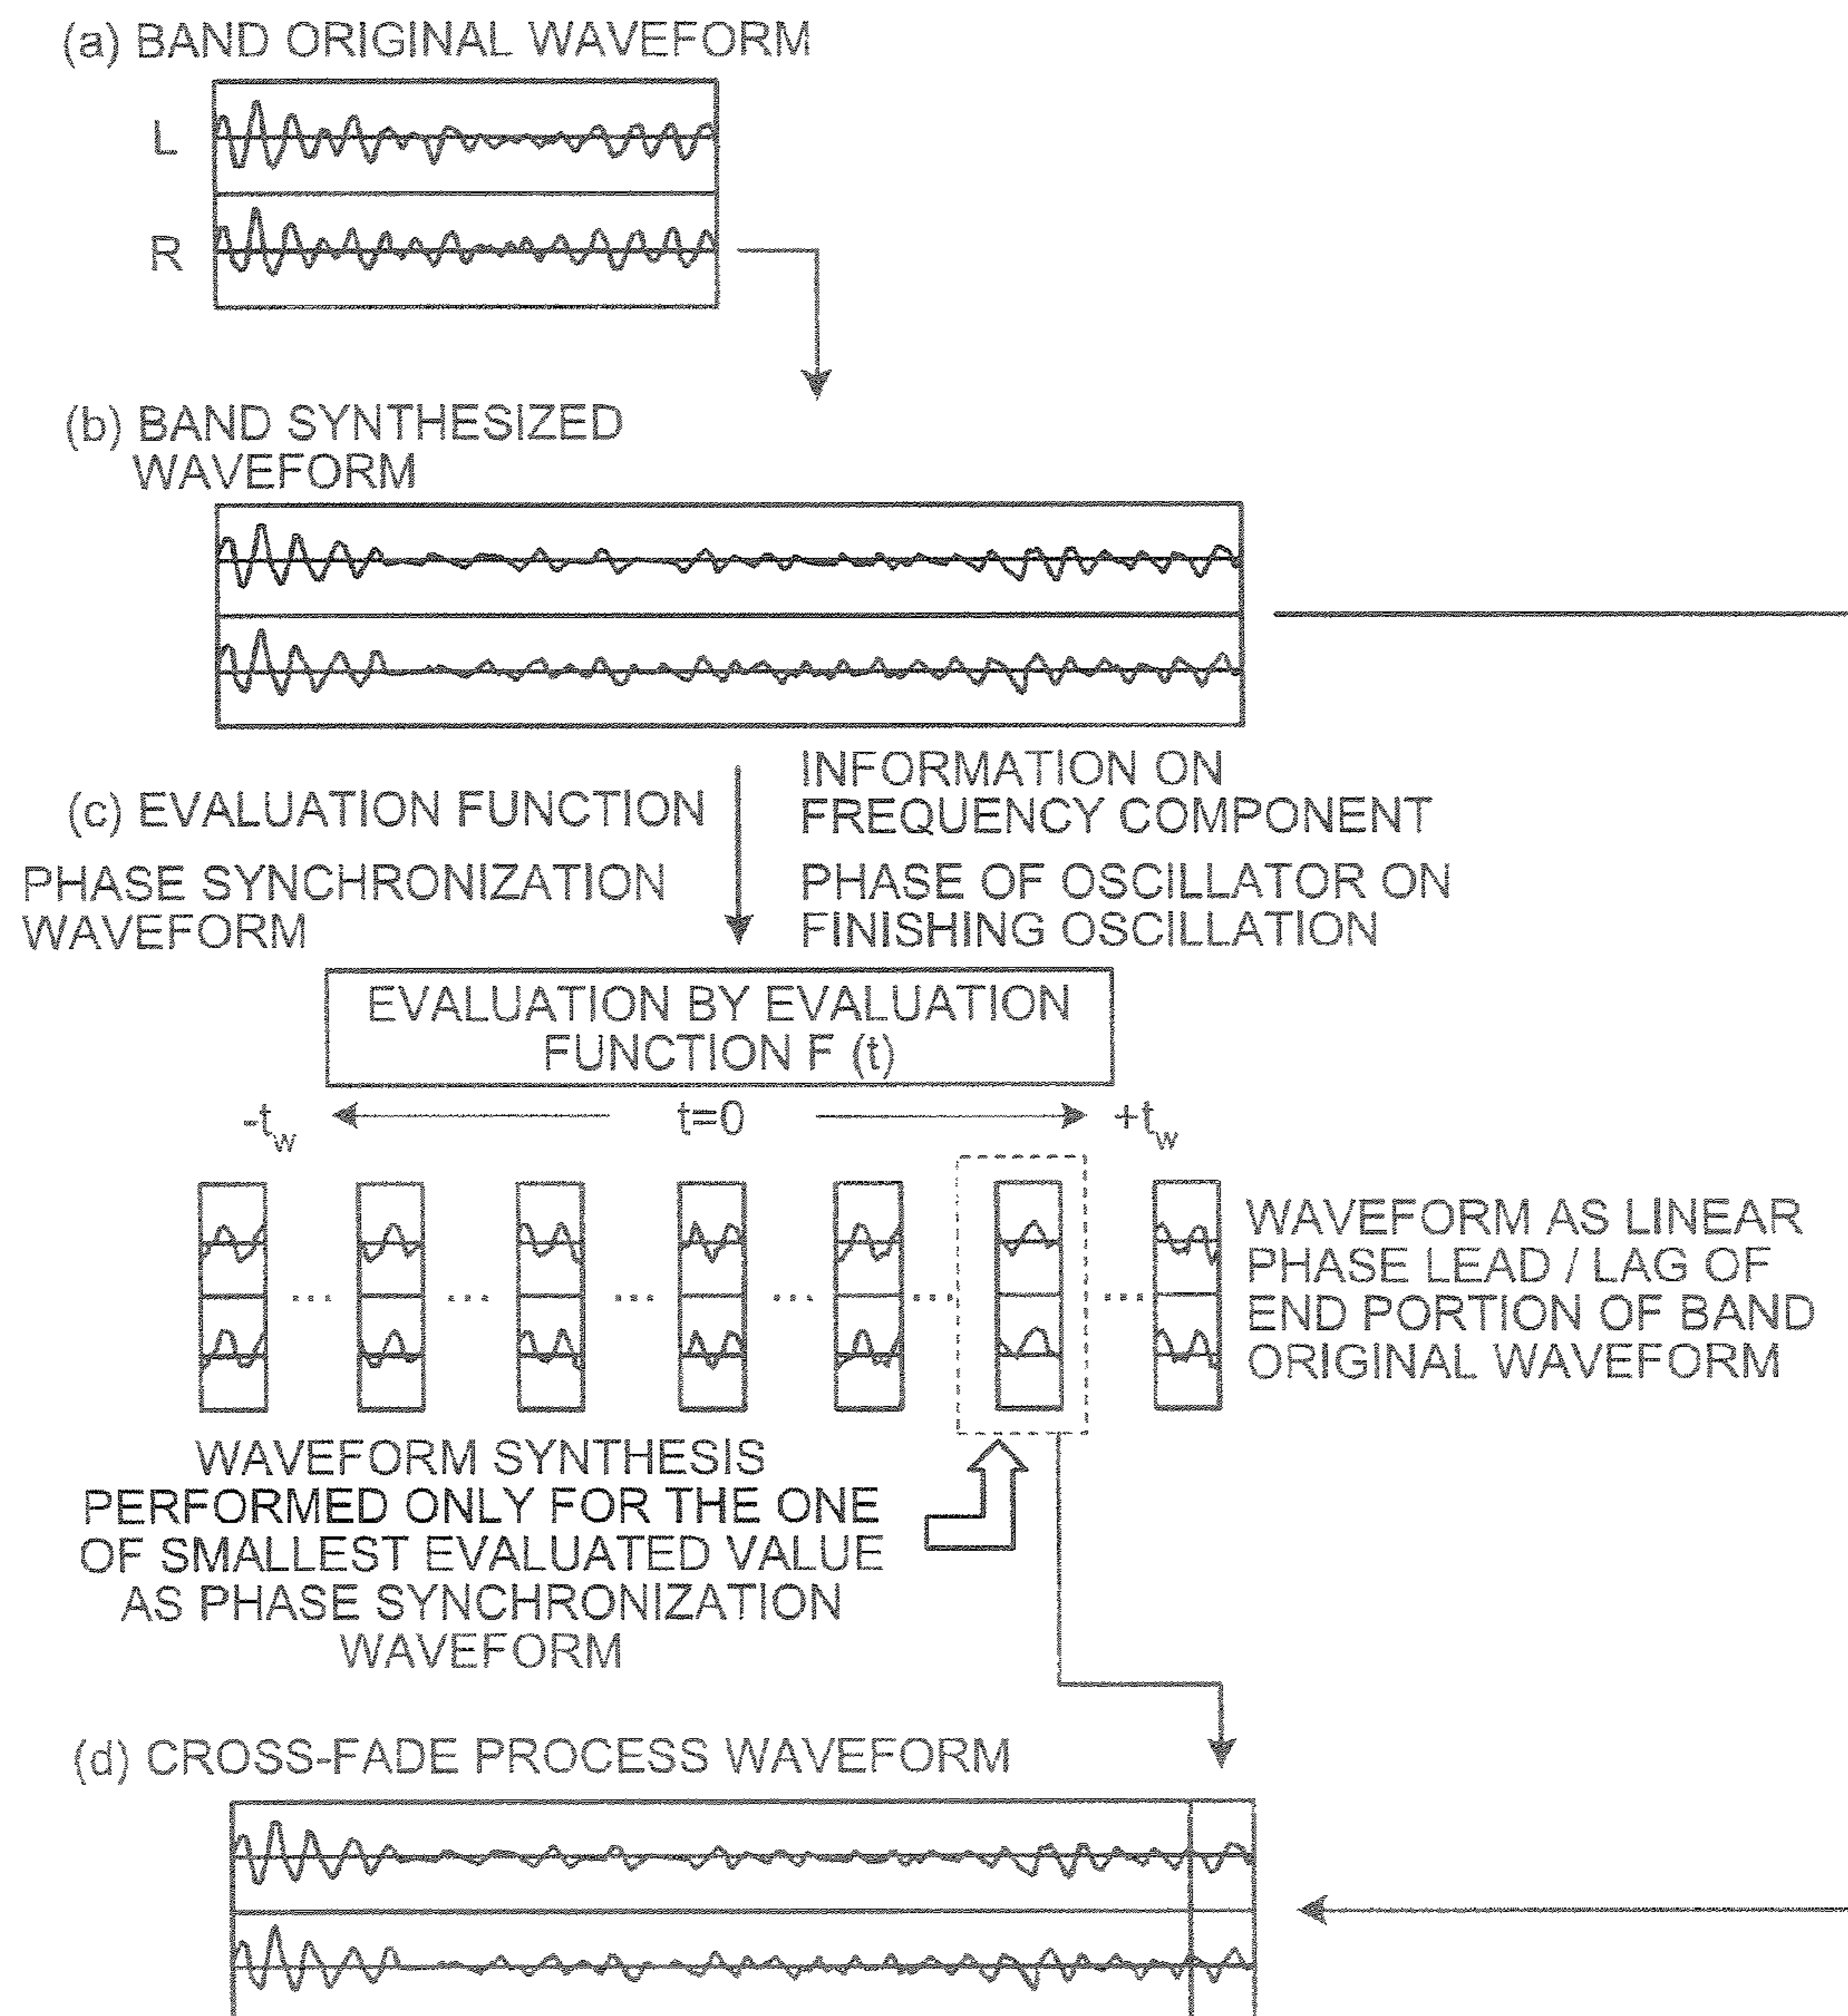 (a) BAND ORIGINAL WAVEFORM
L
R
(b) BAND SYNTHESIZED
WAVEFORM
INFORMATION ON
FREQUENCY COMPONENT
(c) EVALUATION FUNCTION
PHASE SYNCHRONIZATION
WAVEFORM
PHASE OF OSCILLATOR ON
FINISHING OSCILLATION
EVALUATION BY EVALUATION
FUNCTION F (t)
-tw t=0 +tw
... ... ... ... ... ...
WAVEFORM AS LINEAR
PHASE LEAD / LAG OF
END PORTION OF BAND
ORIGINAL WAVEFORM
WAVEFORM SYNTHESIS
PERFORMED ONLY FOR THE ONE
OF SMALLEST EVALUATED VALUE
AS PHASE SYNCHRONIZATION
WAVEFORM
(d) CROSS-FADE PROCESS WAVEFORM